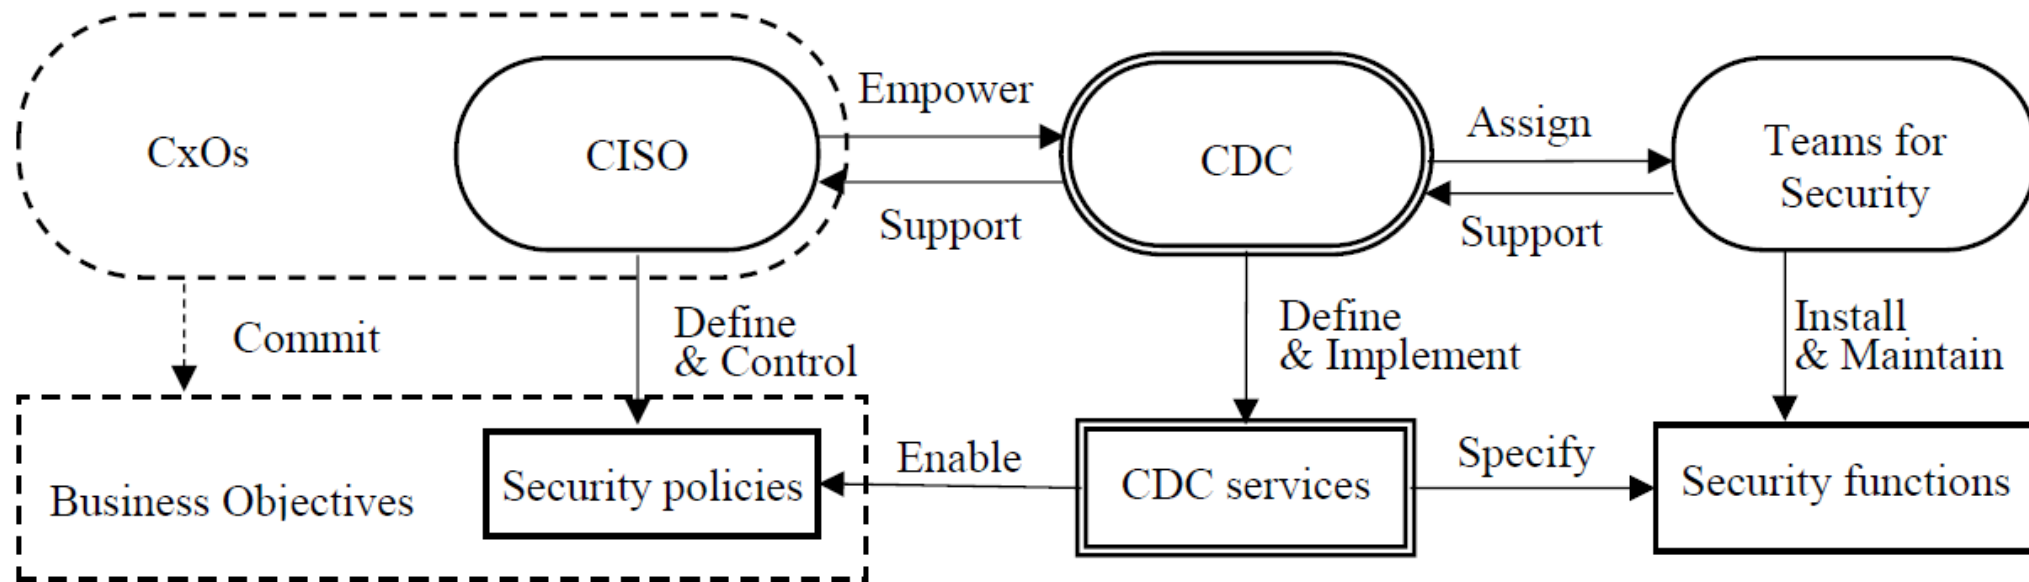 Empower
Assign
CxOs
CISO
CDC
Teams for
Security
Support
Support
Commit
Define
& Control
Define
& Implement
Install
& Maintain
Business Objectives
Security policies
Enable
CDC services
Specify
Security functions